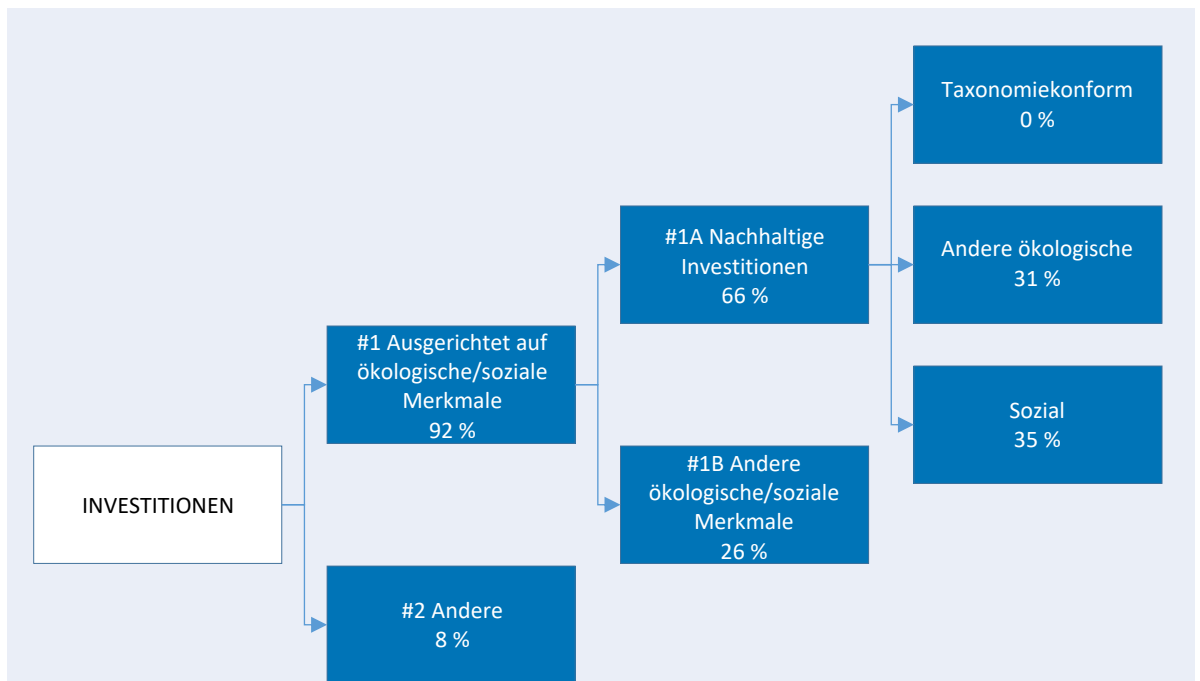 INVESTITIONEN
#1 Ausgerichtet auf
ökologische/soziale
Merkmale
92 %
#2 Andere
8 %
#1A Nachhaltige
Investitionen
66 %
#1B Andere
ökologische/soziale
Merkmale
26 %
Taxonomiekonform
0 %
Andere ökologische
31 %
Sozial
35 %